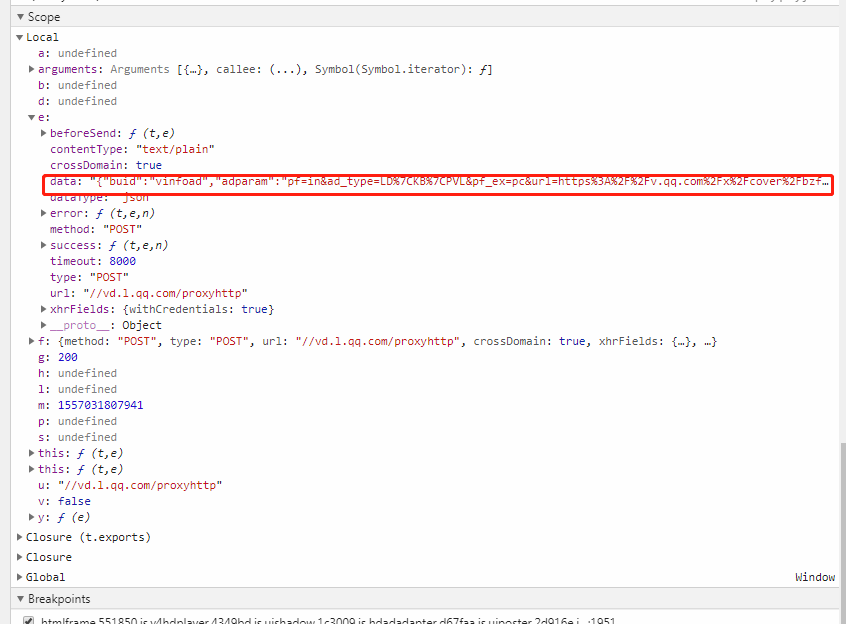 Scope
Local
a: undefined
arguments: Arguments [{…}, callee: (...), Symbol(Symbol.iterator): ƒ]
b: undefined
d: undefined
e:
beforeSend: ƒ (t,e)
contentType: "text/plain"
crossDomain: true
data: "{"buid":"vinfoad","adparam":"pf=in&ad_type=LD%7CKB%7CPVL&pf_ex=pc&url=https%3A%2F%2Fv.qq.com%2Fx%2Fcover%2Fbzf…
dataType: "json"
error: ƒ (t,e,n)
method: "POST"
success: ƒ (t,e,n)
timeout: 8000
type: "POST"
url: "//vd.l.qq.com/proxyhttp"
xhrFields: {withCredentials: true}
__proto__: Object
f: {method: "POST", type: "POST", url: "//vd.l.qq.com/proxyhttp", crossDomain: true, xhrFields: {…}, …}
g: 200
h: undefined
l: undefined
m: 1557031807941
p: undefined
s: undefined
this: ƒ (t,e)
this: ƒ (t,e)
u: "//vd.l.qq.com/proxyhttp"
v: false
y: ƒ (e)
Closure (t.exports)
Closure
Global Window
Breakpoints